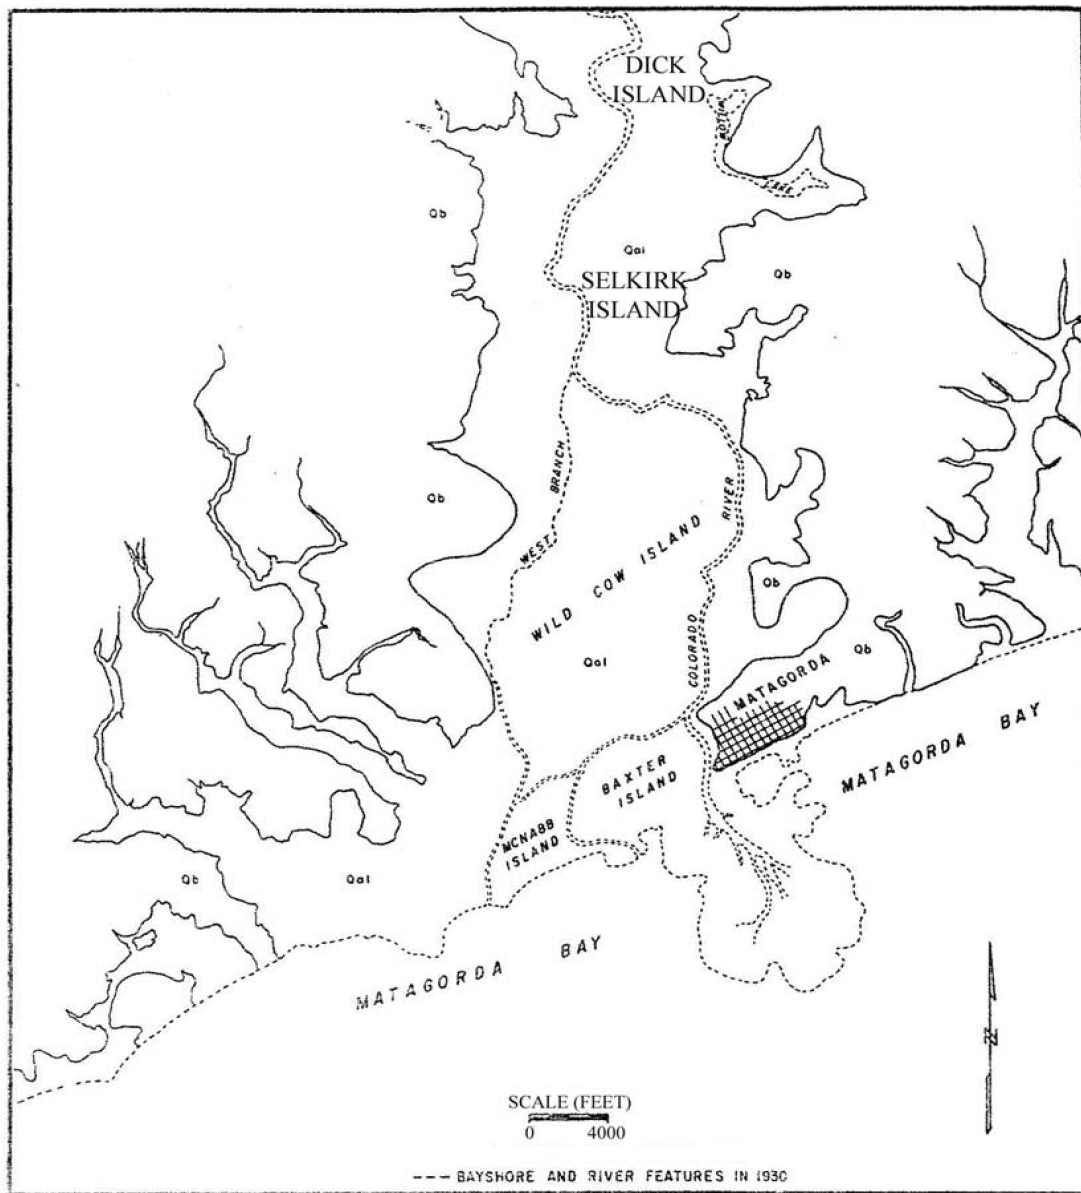 DICK
ISLAND
LAKE
Qb
Qal
Qb
SELKIRK
ISLAND
WEST BRANCH
Qb
WILD COW ISLAND
COLORADO RIVER
Qb
Qal
Qb
MATAGORDA
MATAGORDA BAY
BAXTER
ISLAND
MCNABB
ISLAND
Qb
Qal
MATAGORDA BAY
N
SCALE (FEET)
0 4000
--- BAYSHORE AND RIVER FEATURES IN 1930